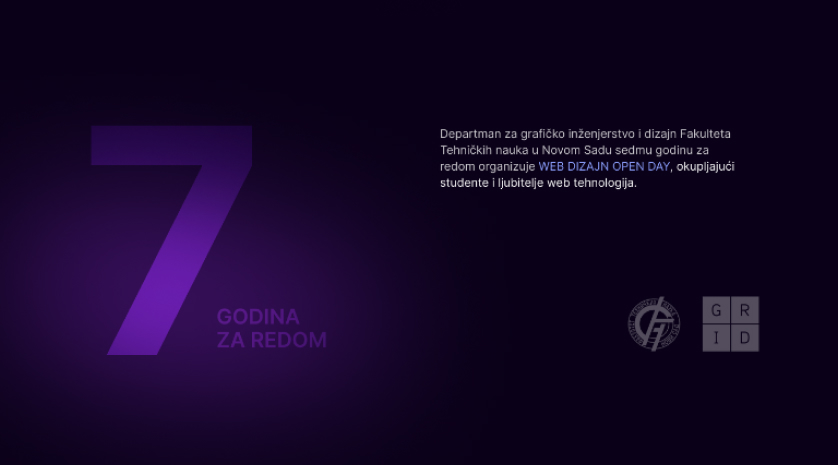 7
GODINA
ZA REDOM
Departman za grafičko inženjerstvo i dizajn Fakulteta
Tehničkih nauka u Novom Sadu sedmu godinu za
redom organizuje WEB DIZAJN OPEN DAY, okupljajući
studente i ljubitelje web tehnologija.
G R
I D